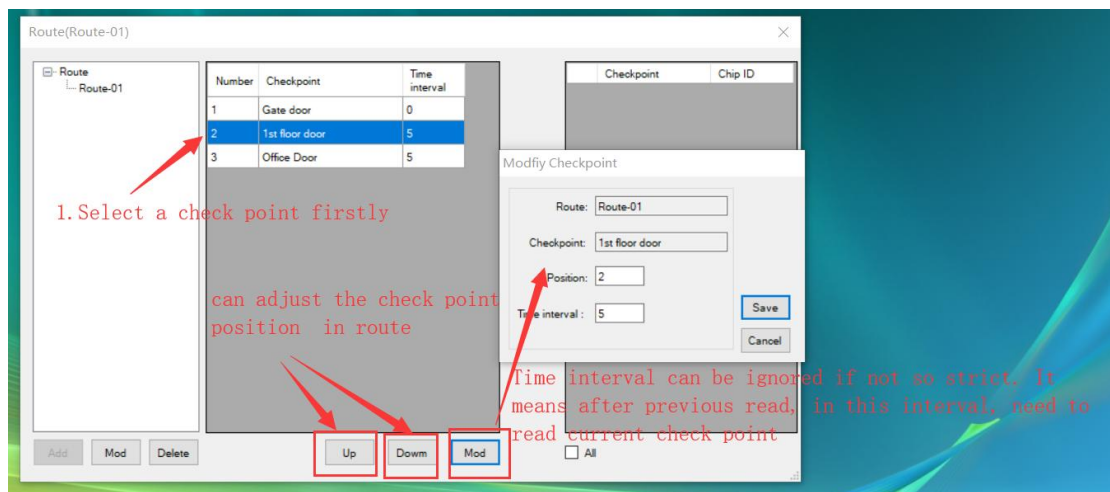 Route(Route-01)
Route
Route-01
Number Checkpoint Time interval
1 Gate door 0
2 1st floor door 5
3 Office Door 5
Checkpoint Chip ID
1.Select a check point firstly
can adjust the check point
position in route
Modfiy Checkpoint
Route: Route-01
Checkpoint: 1st floor door
Position: 2
Time interval : 5
Save
Cancel
Time interval can be ignored if not so strict. It
means after previous read, in this interval, need to
read current check point
Add Mod Delete Up Dowm Mod All